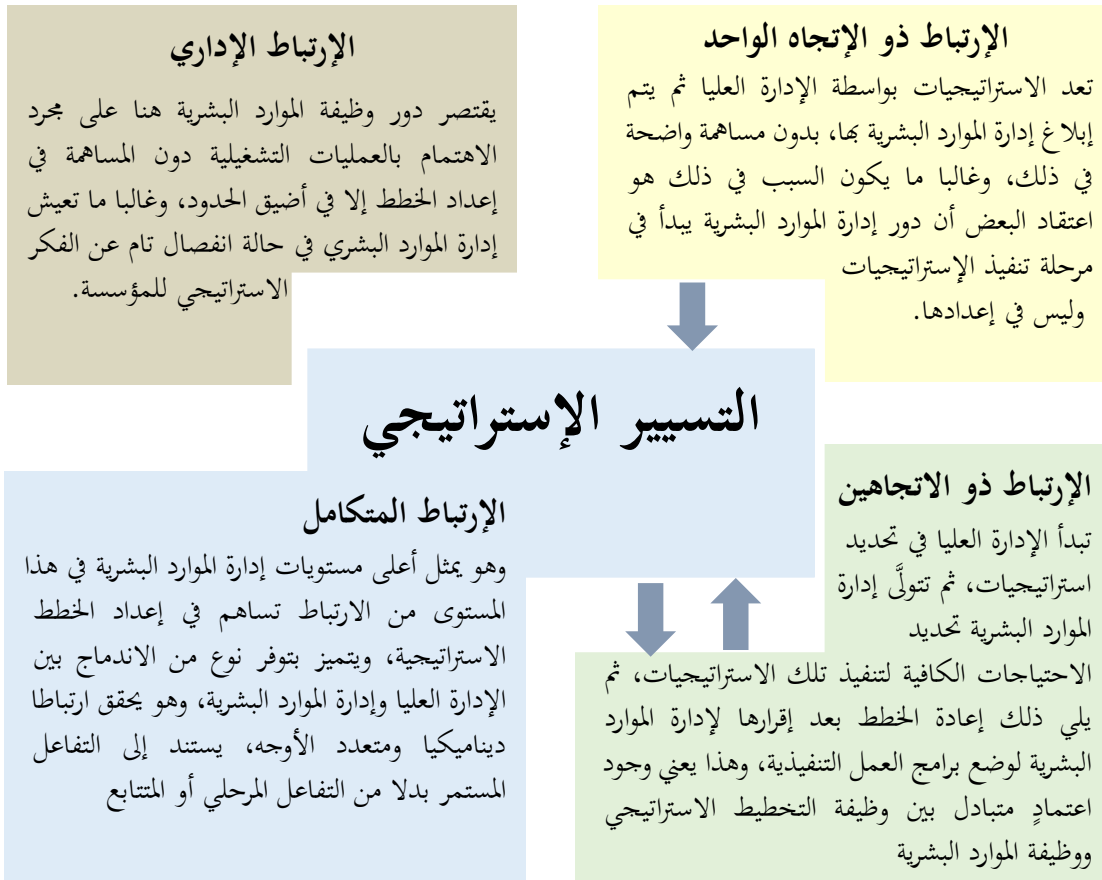 الإرتباط ذو الإتجاه الواحد
تعد الاستراتيجيات بواسطة الإدارة العليا ثم يتم
إبلاغ إدارة الموارد البشرية بها، بدون مساهمة واضحة
في ذلك، وغالبا ما يكون السبب في ذلك هو
اعتقاد البعض أن دور إدارة الموارد البشرية يبدأ في
مرحلة تنفيذ الإستراتيجيات
وليس في إعدادها.
الإرتباط الإداري
يقتصر دور وظيفة الموارد البشرية هنا على مجرد
الاهتمام بالعمليات التشغيلية دون المساهمة في
إعداد الخطط إلا في أضيق الحدود، وغالبا ما تعيش
إدارة الموارد البشري في حالة انفصال تام عن الفكر
الاستراتيجي للمؤسسة.
التسيير الإستراتيجي
الإرتباط ذو الاتجاهين
تبدأ الإدارة العليا في تحديد
استراتيجيات، ثم تتولَّى إدارة
الموارد البشرية تحديد
الاحتياجات الكافية لتنفيذ تلك الاستراتيجيات، ثم
يلي ذلك إعادة الخطط بعد إقرارها لإدارة الموارد
البشرية لوضع برامج العمل التنفيذية، وهذا يعني وجود
اعتمادٍ متبادل بين وظيفة التخطيط الاستراتيجي
ووظيفة الموارد البشرية
الإرتباط المتكامل
وهو يمثل أعلى مستويات إدارة الموارد البشرية في هذا
المستوى من الارتباط تساهم في إعداد الخطط
الاستراتيجية، ويتميز بتوفر نوع من الاندماج بين
الإدارة العليا وإدارة الموارد البشرية، وهو يحقق ارتباطا
ديناميكيا ومتعدد الأوجه، يستند إلى التفاعل
المستمر بدلا من التفاعل المرحلي أو المتتابع